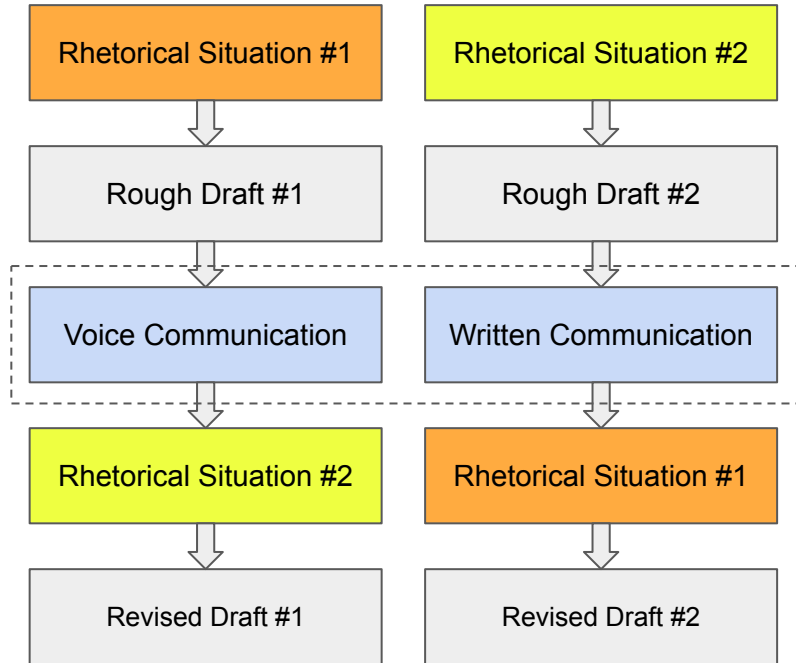 Rhetorical Situation #1
Rhetorical Situation #2
Rough Draft #1
Rough Draft #2
Voice Communication
Written Communication
Rhetorical Situation #2
Rhetorical Situation #1
Revised Draft #1
Revised Draft #2